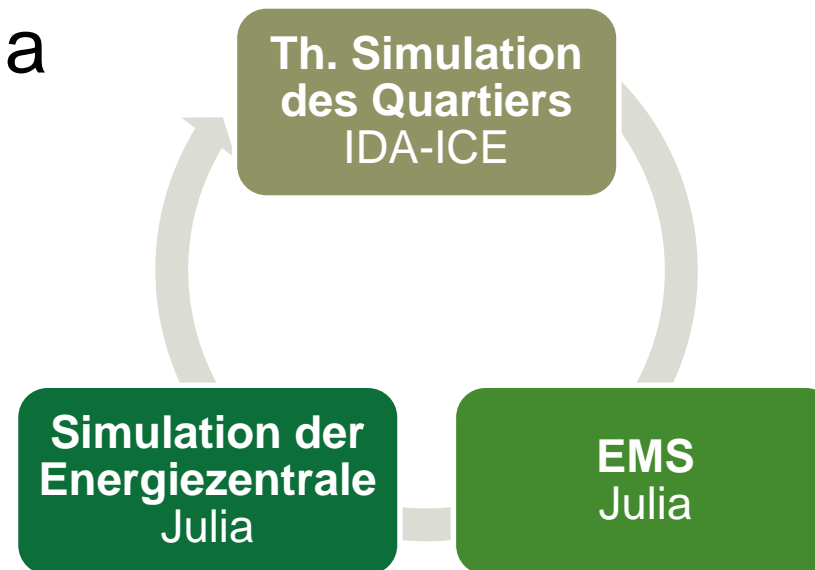 a
Th. Simulation
des Quartiers
IDA-ICE
Simulation der
Energiezentrale
Julia
EMS
Julia